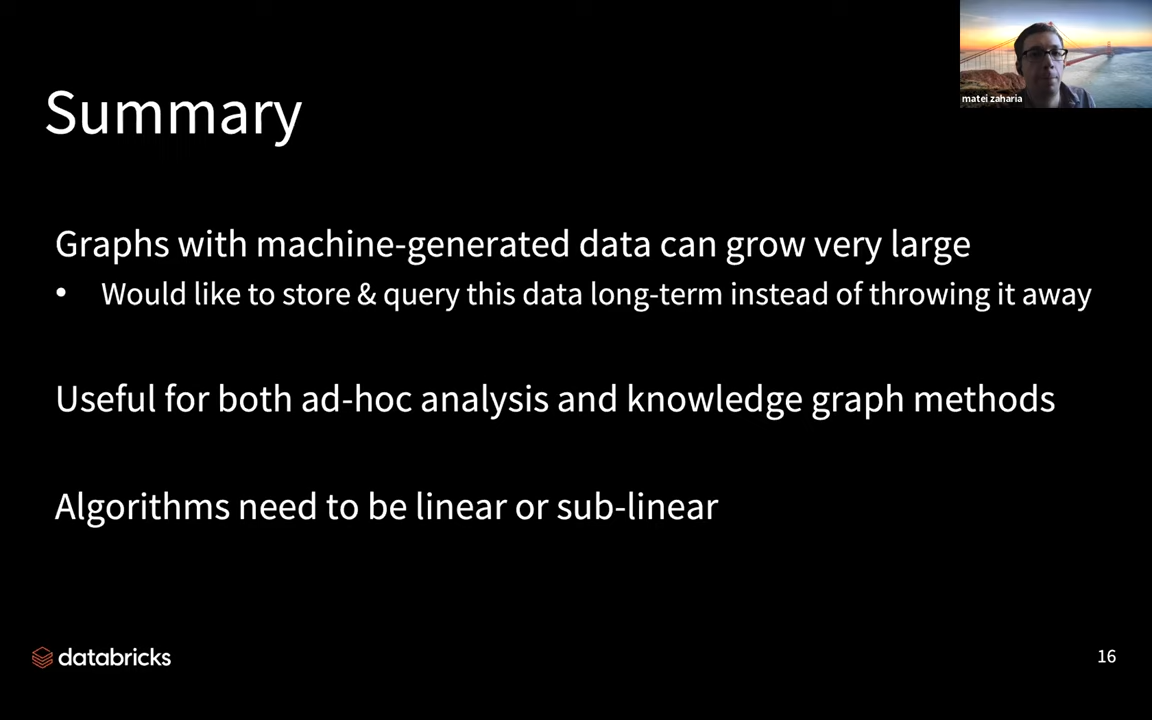 matei zaharia
Summary
Graphs with machine-generated data can grow very large
• Would like to store & query this data long-term instead of throwing it away
Useful for both ad-hoc analysis and knowledge graph methods
Algorithms need to be linear or sub-linear
databricks
16